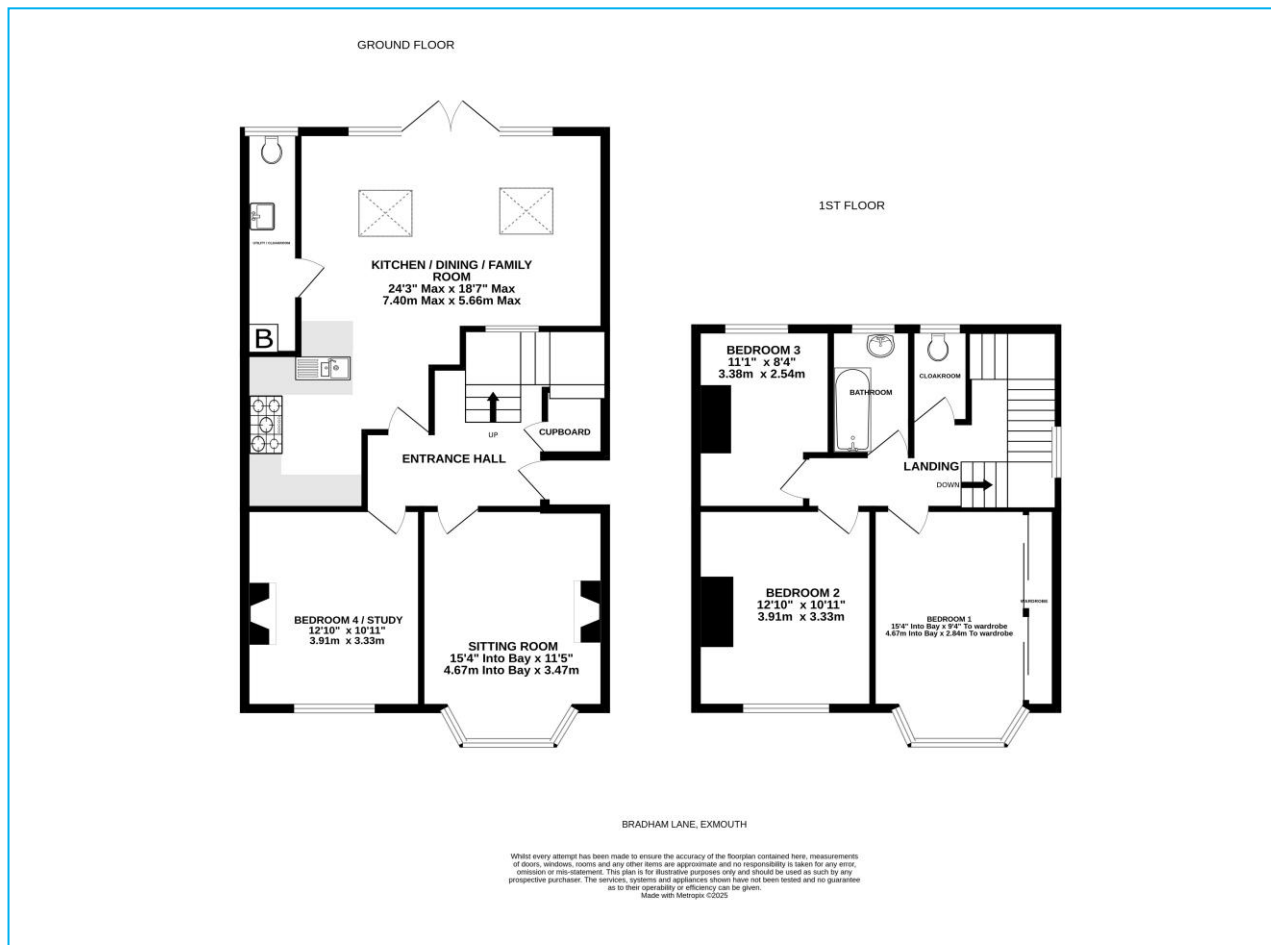 GROUND FLOOR
UTILITY / CLOAKROOM
KITCHEN / DINING / FAMILY
ROOM
24'3" Max x 18'7" Max
7.40m Max x 5.66m Max
B
UP
CUPBOARD
ENTRANCE HALL
BEDROOM 4 / STUDY
12'10" x 10'11"
3.91m x 3.33m
SITTING ROOM
15'4" Into Bay x 11'5"
4.67m Into Bay x 3.47m
1ST FLOOR
BEDROOM 3
11'1" x 8'4"
3.38m x 2.54m
BATHROOM
CLOAKROOM
LANDING
DOWN
BEDROOM 2
12'10" x 10'11"
3.91m x 3.33m
BEDROOM 1
15'4" Into Bay x 9'4" To wardrobe
4.67m Into Bay x 2.84m To wardrobe
WARDROBE
BRADHAM LANE, EXMOUTH
Whilst every attempt has been made to ensure the accuracy of the floorplan contained here, measurements
of doors, windows, rooms and any other items are approximate and no responsibility is taken for any error,
omission or mis-statement. This plan is for illustrative purposes only and should be used as such by any
prospective purchaser. The services, systems and appliances shown have not been tested and no guarantee
as to their operability or efficiency can be given.
Made with Metropix ©2025